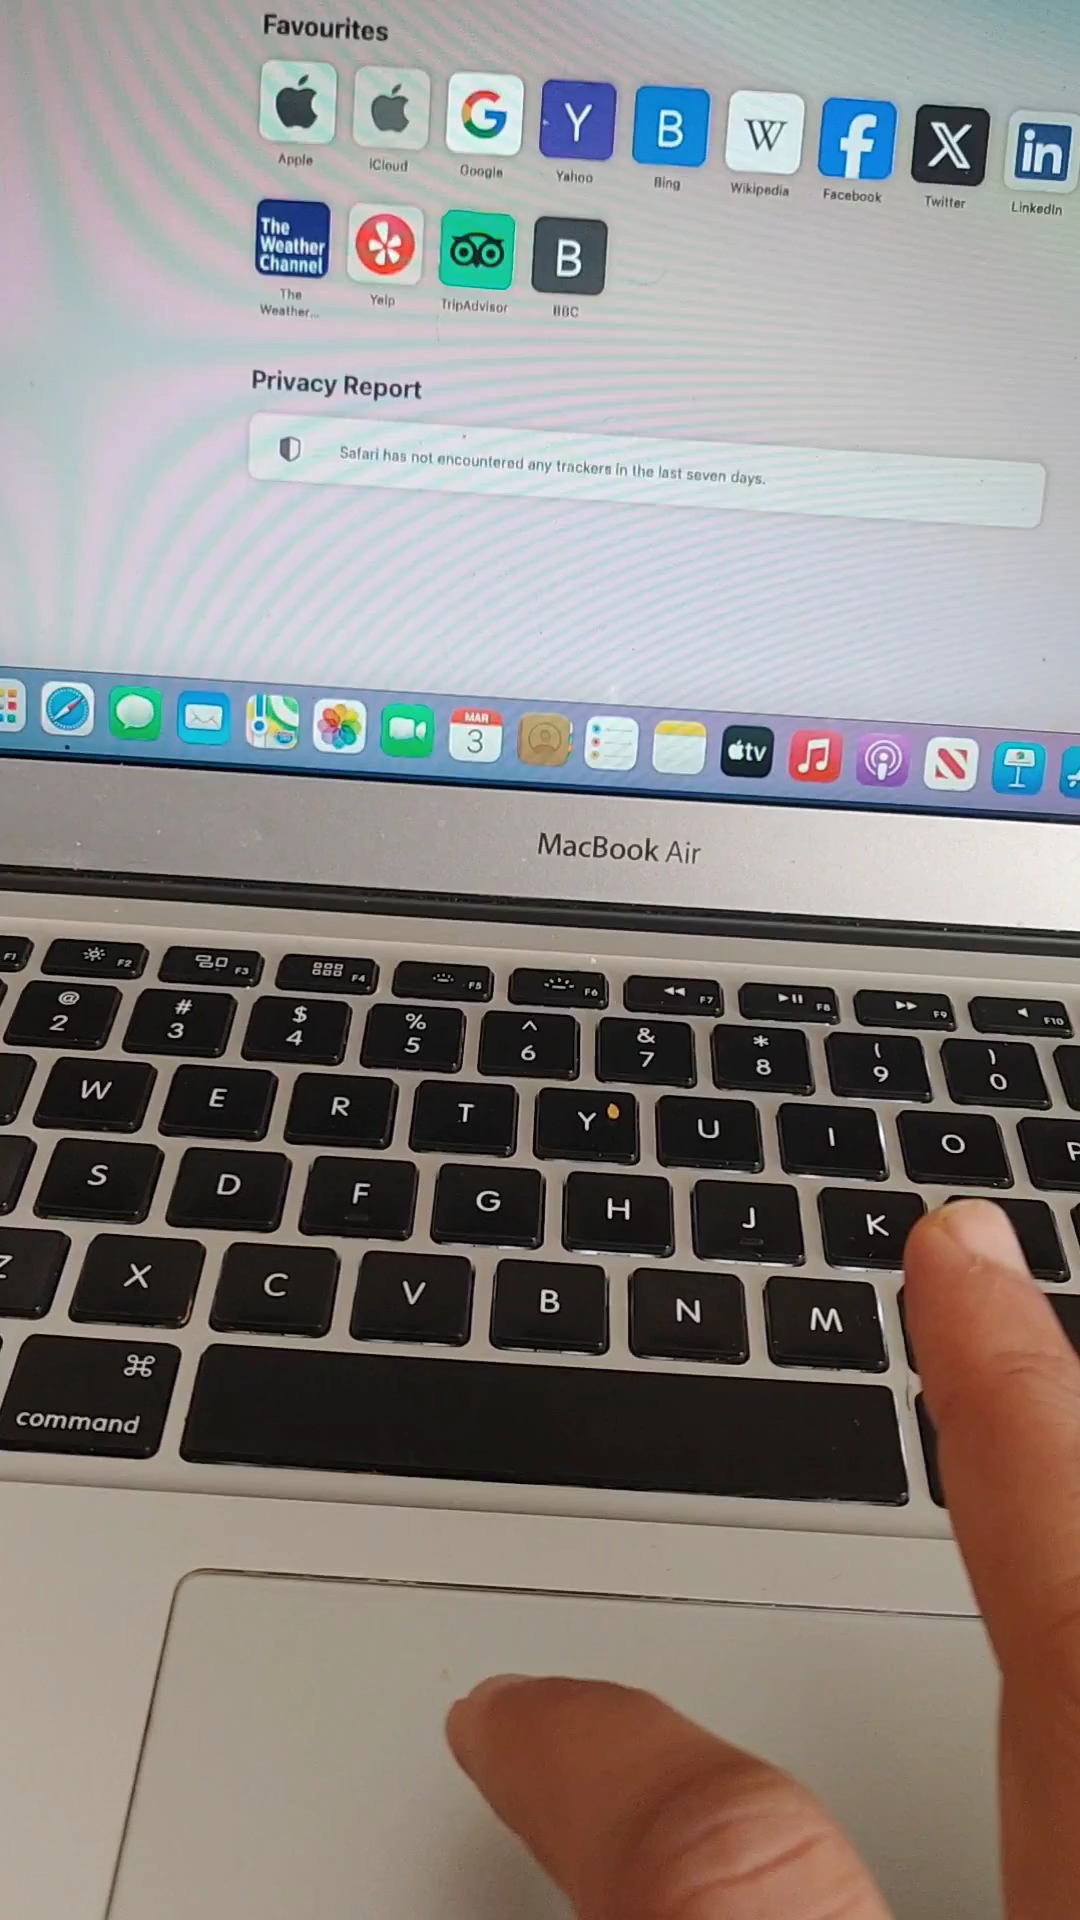 Favourites
Apple
iCloud
G
Google
Y
Yahoo
B
Bing
W
Wikipedia
f
Facebook
X
Twitter
in
LinkedIn
The
Weather
Channel
The
Weather...
Yelp
TripAdvisor
B
BBC
Privacy Report
Safari has not encountered any trackers in the last seven days.
MAR
3
tv
N
MacBook Air
F1 F2 F3 F4 F5 F6 F7 F8 F9 F10
@ # $ % ^ & * ( )
2 3 4 5 6 7 8 9 0
W E R T Y U I O P
S D F G H J K
Z X C V B N M
⌘
command